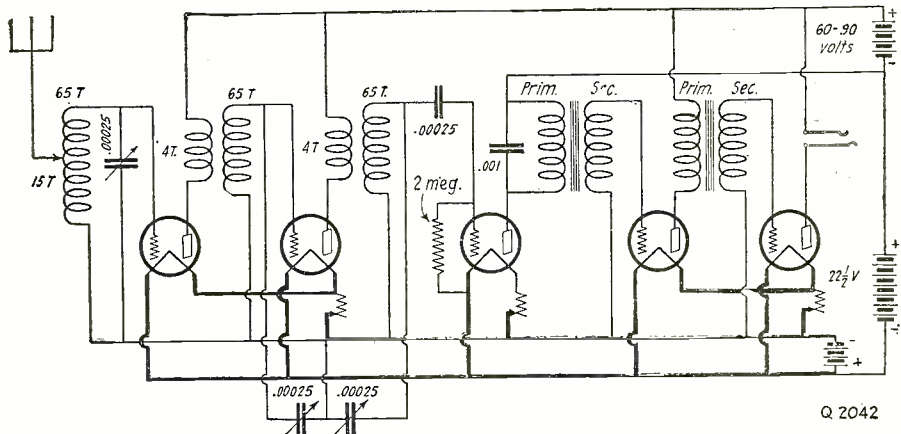 65 T
.00025
15 T
4T.
65 T
4T
65 T.
.00025
2 meg.
.001
Prim.
Sec.
Prim.
Sec.
60-90
volts
+
-
22½ V
+
-
-
+
.00025
.00025
Q 2042